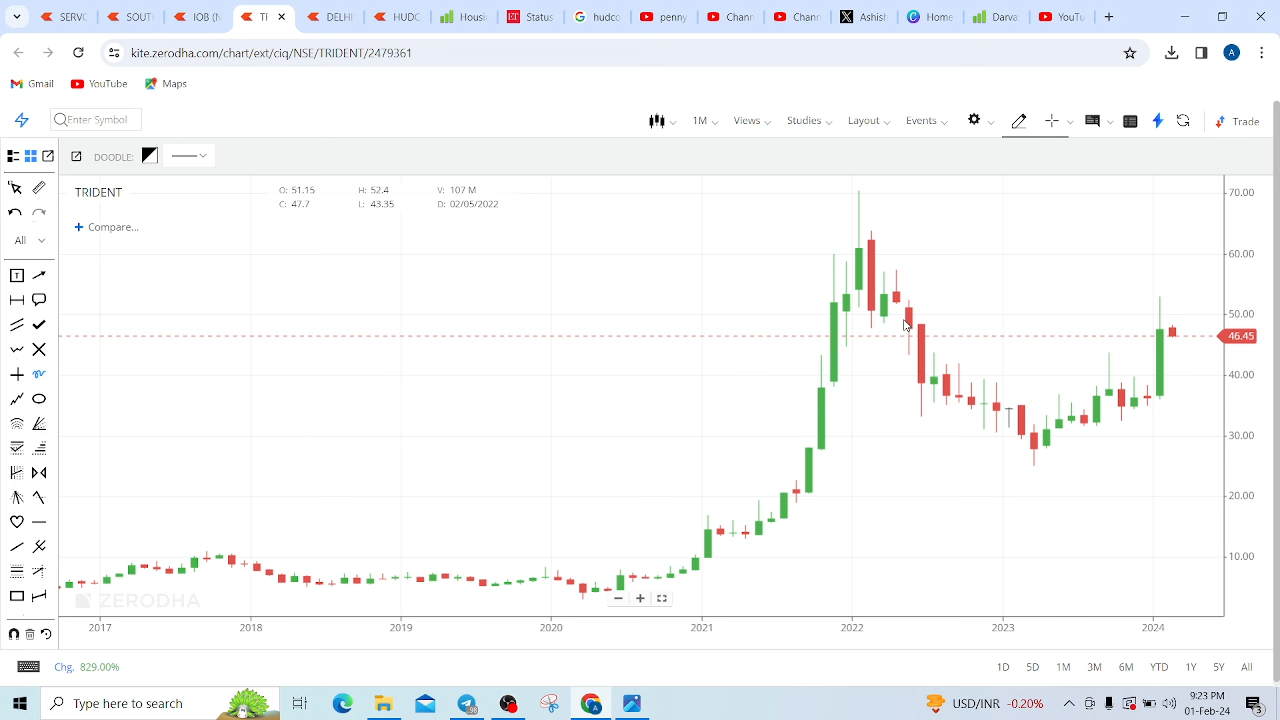 SERVC
SOUTI
IOB (In
TRIDEN
DELHI
HUDC
Housi
Status
hudco
penny
Chann
Chann
Ashish
Home
Dashb
YouTu
kite.zerodha.com/chart/ext/ciq/NSE/TRIDENT/2479361
A
Gmail
YouTube
Maps
Enter Symbol
1M
Views
Studies
Layout
Events
Trade
DOODLE:
TRIDENT
O: 51.15
H: 52.4
V: 107 M
C: 47.7
L: 43.35
D: 02/05/2022
Compare...
All
T
70.00
60.00
50.00
46.45
40.00
30.00
20.00
10.00
ZERODHA
2017
2018
2019
2020
2021
2022
2023
2024
Chg. 829.00%
1D
5D
1M
3M
6M
YTD
1Y
5Y
All
Type here to search
USD/INR -0.20%
9:23 PM
01-Feb-24
3